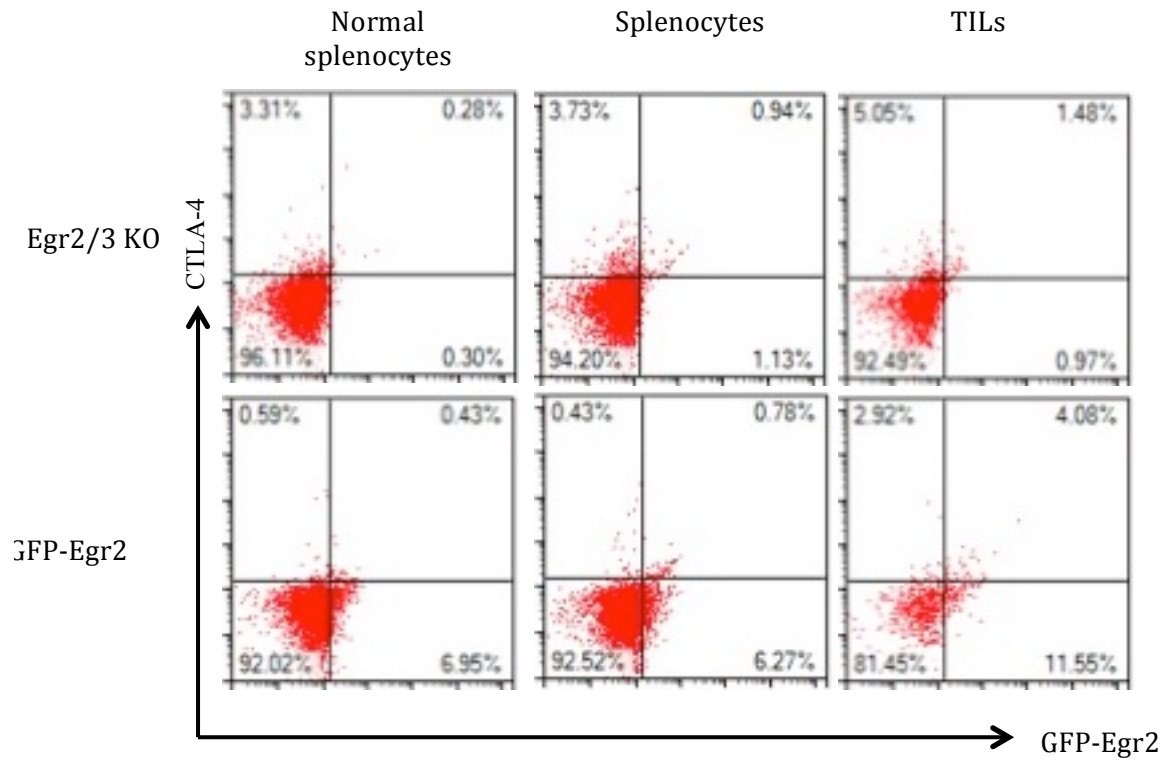 Normal
splenocytes
Splenocytes
TILs
Egr2/3 KO
CTLA-4
3.31% 0.28%
96.11% 0.30%
3.73% 0.94%
94.20% 1.13%
5.05% 1.48%
92.49% 0.97%
GFP-Egr2
0.59% 0.43%
92.02% 6.95%
0.43% 0.78%
92.52% 6.27%
2.92% 4.08%
81.45% 11.55%
GFP-Egr2